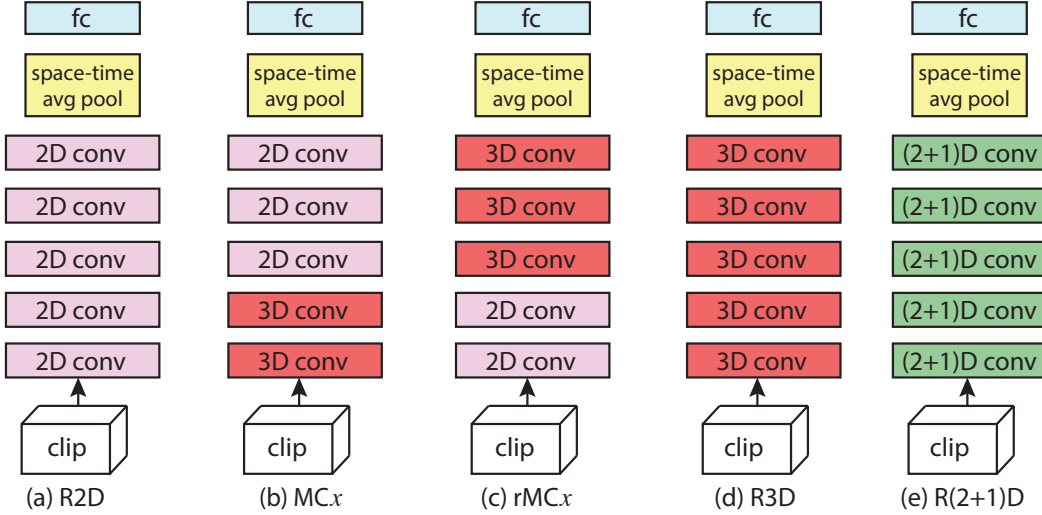 fc fc fc fc fc
space-time space-time space-time space-time space-time
avg pool avg pool avg pool avg pool avg pool
2D conv 2D conv 3D conv 3D conv (2+1)D conv
2D conv 2D conv 3D conv 3D conv (2+1)D conv
2D conv 2D conv 3D conv 3D conv (2+1)D conv
2D conv 3D conv 2D conv 3D conv (2+1)D conv
2D conv 3D conv 2D conv 3D conv (2+1)D conv
clip clip clip clip clip
(a) R2D (b) MCx (c) rMCx (d) R3D (e) R(2+1)D